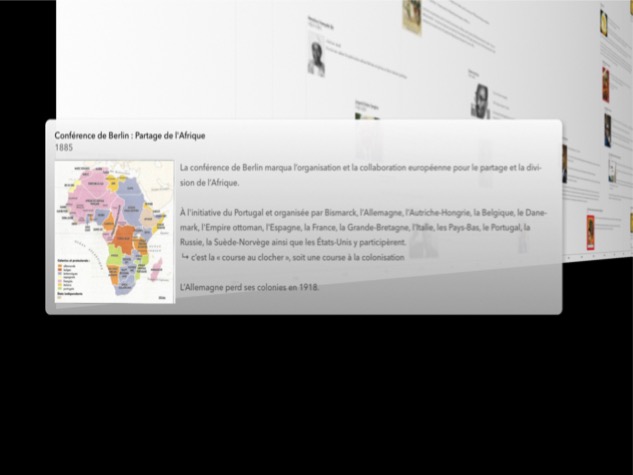 Conférence de Berlin : Partage de l'Afrique
1885
La conférence de Berlin marqua l'organisation et la collaboration européenne pour le partage et la divi-
sion de l'Afrique.
À l'initiative du Portugal et organisée par Bismarck, l'Allemagne, l'Autriche-Hongrie, la Belgique, le Dane-
mark, l'Empire ottoman, l'Espagne, la France, la Grande-Bretagne, l'Italie, les Pays-Bas, le Portugal, la
Russie, la Suède-Norvège ainsi que les États-Unis y participèrent.
↳ c'est la « course au clocher », soit une course à la colonisation
L'Allemagne perd ses colonies en 1918.